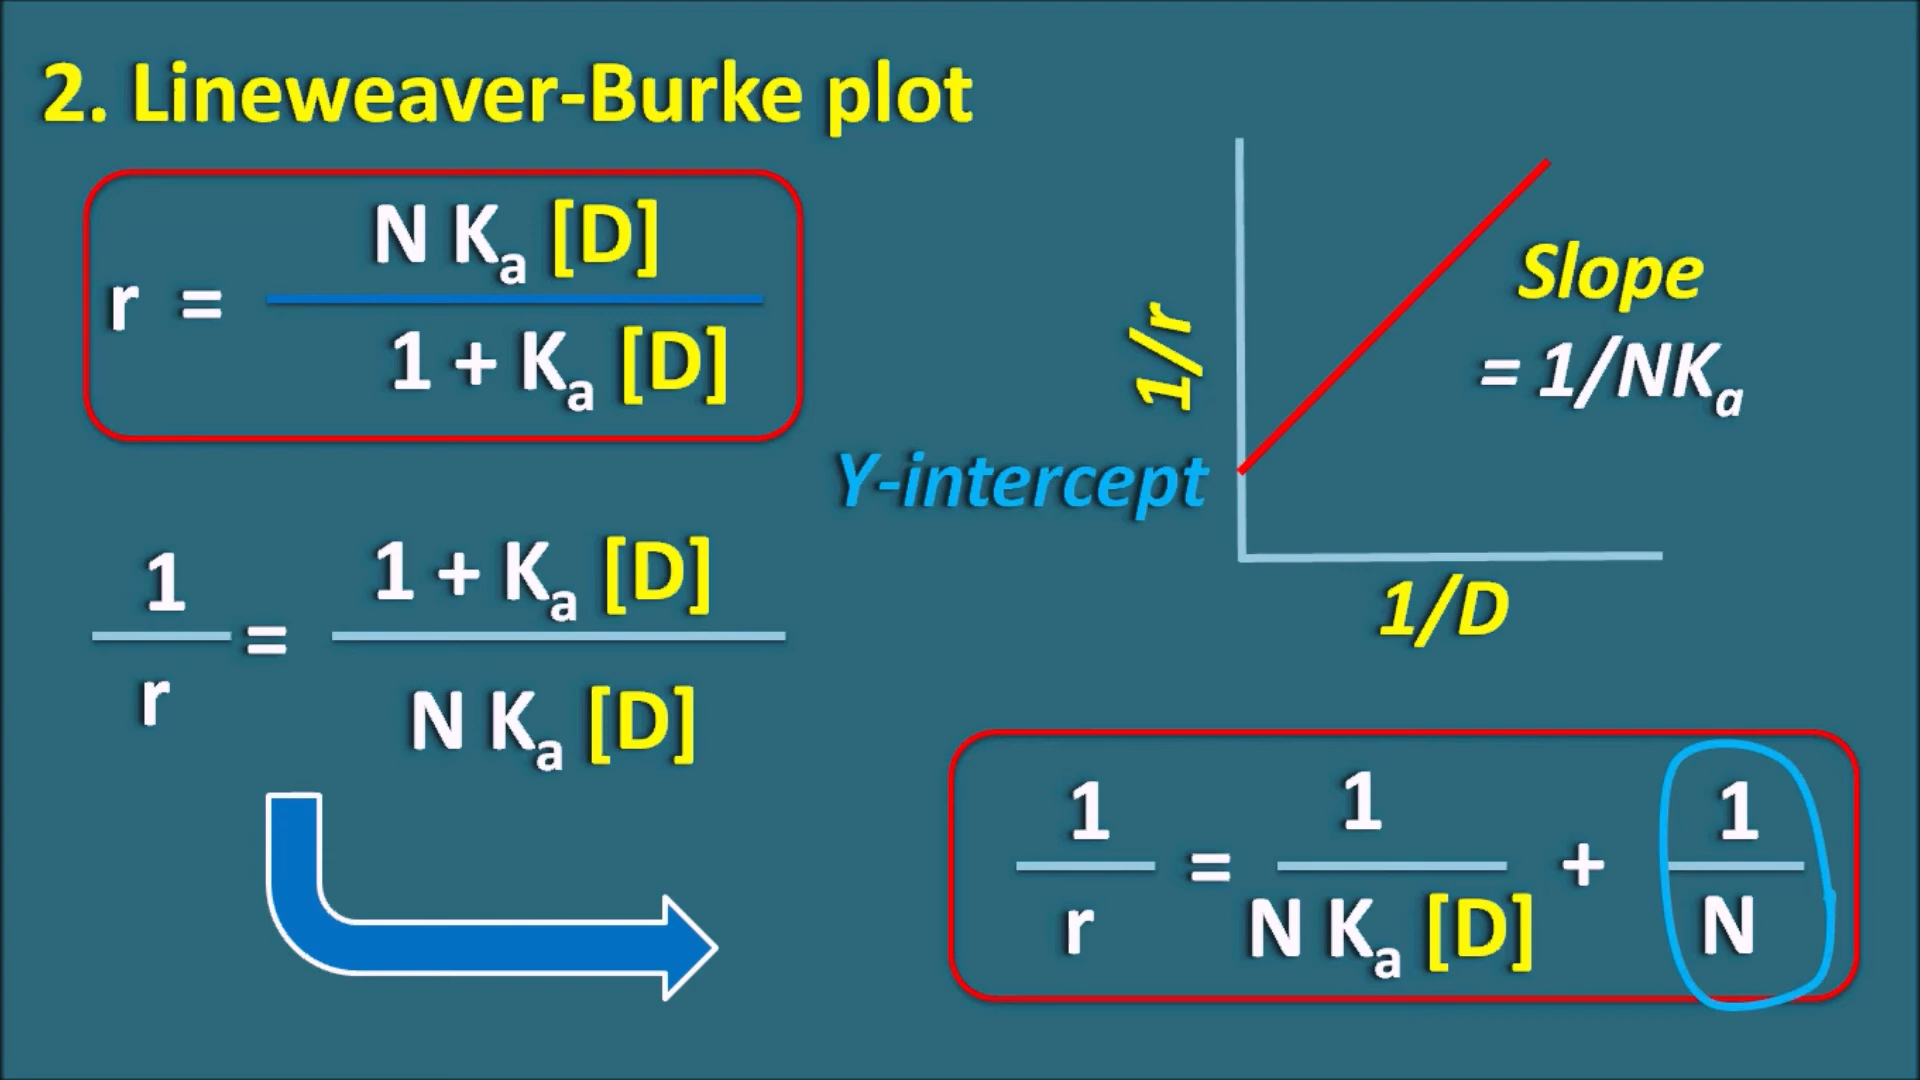 2. Lineweaver-Burke plot
N Ka [D]
r =
1 + Ka [D]
1
r
=
1 + Ka [D]
N Ka [D]
1/r
Slope
= 1/NKa
Y-intercept
1/D
1
r
=
1
N Ka [D]
+
1
N